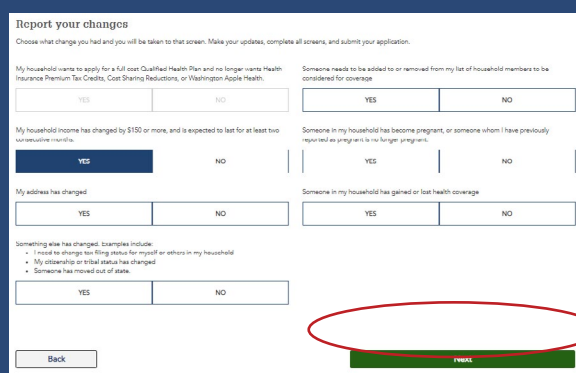 Report your changes
Choose what change you had and you will be taken to that screen. Make your updates, complete all screens, and submit your application.
My household wants to apply for a full cost Qualified Health Plan and no longer wants Health
Insurance Premium Tax Credits, Cost Sharing Reductions, or Washington Apple Health.
YES
NO
Someone needs to be added to or removed from my list of household members to be
considered for coverage
YES
NO
My household income has changed by $150 or more, and is expected to last for at least two
consecutive months.
YES
NO
Someone in my household has become pregnant, or someone whom I have previously
reported as pregnant is no longer pregnant.
YES
NO
My address has changed
YES
NO
Someone in my household has gained or lost health coverage
YES
NO
Something else has changed. Examples include:
• I need to change tax filing status for myself or others in my household
• My citizenship or tribal status has changed
• Someone has moved out of state.
YES
NO
Back
Next